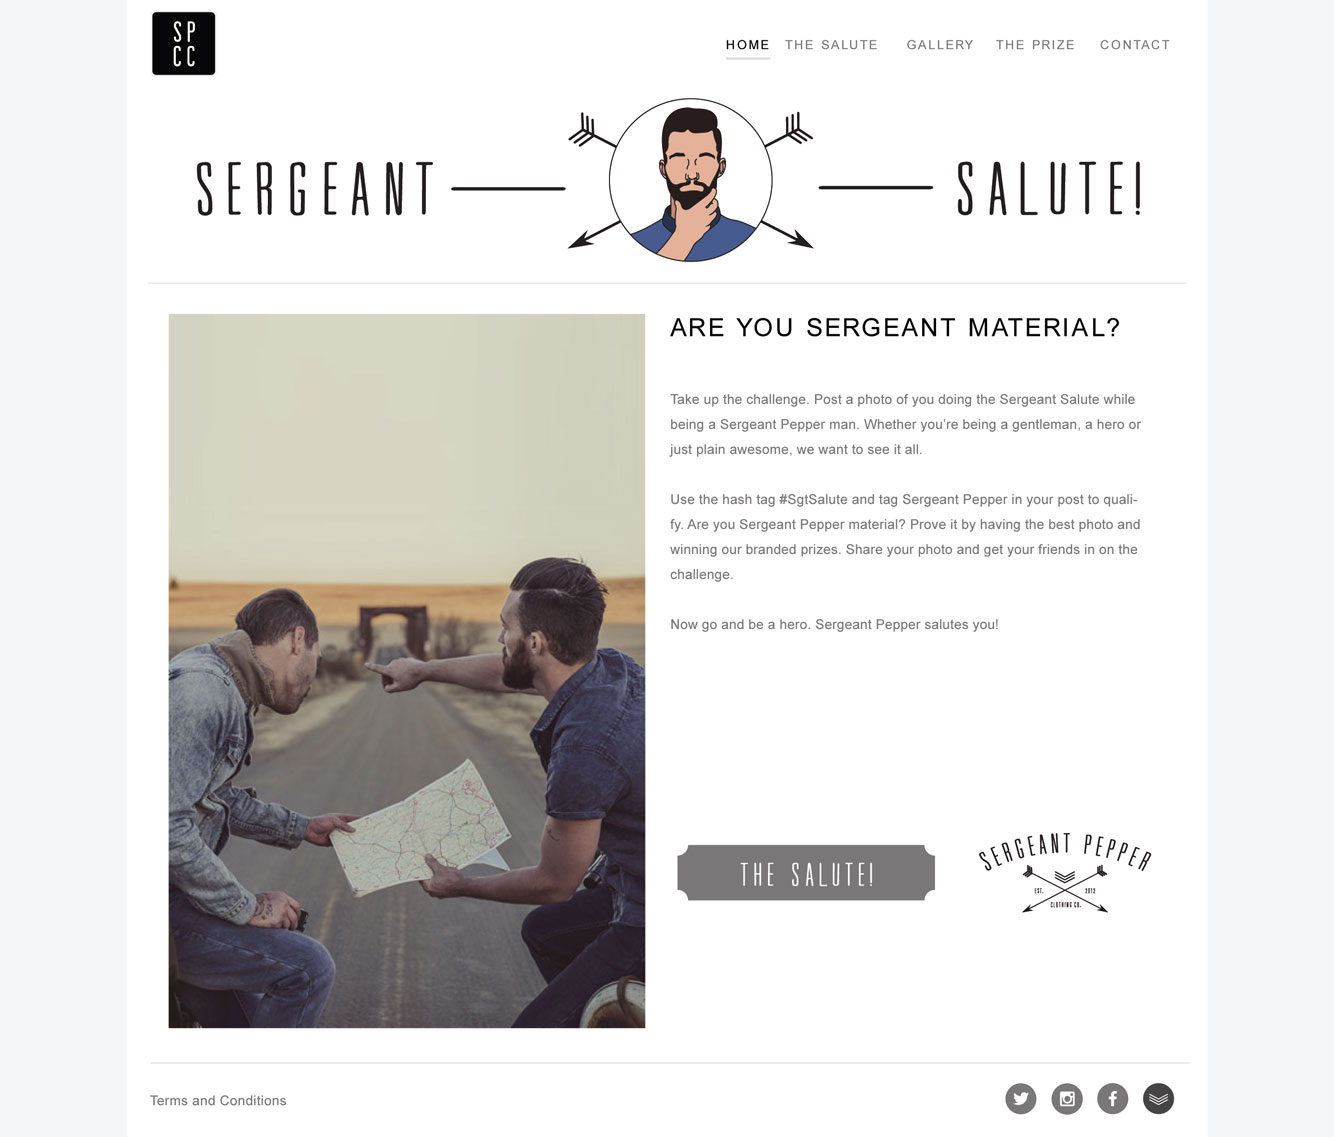 SP
CC
HOME THE SALUTE GALLERY THE PRIZE CONTACT
SERGEANT SALUTE!
ARE YOU SERGEANT MATERIAL?
Take up the challenge. Post a photo of you doing the Sergeant Salute while
being a Sergeant Pepper man. Whether you’re being a gentleman, a hero or
just plain awesome, we want to see it all.
Use the hash tag #SgtSalute and tag Sergeant Pepper in your post to quali-
fy. Are you Sergeant Pepper material? Prove it by having the best photo and
winning our branded prizes. Share your photo and get your friends in on the
challenge.
Now go and be a hero. Sergeant Pepper salutes you!
THE SALUTE!
SERGEANT PEPPER
EST. 2012
CLOTHING CO.
Terms and Conditions